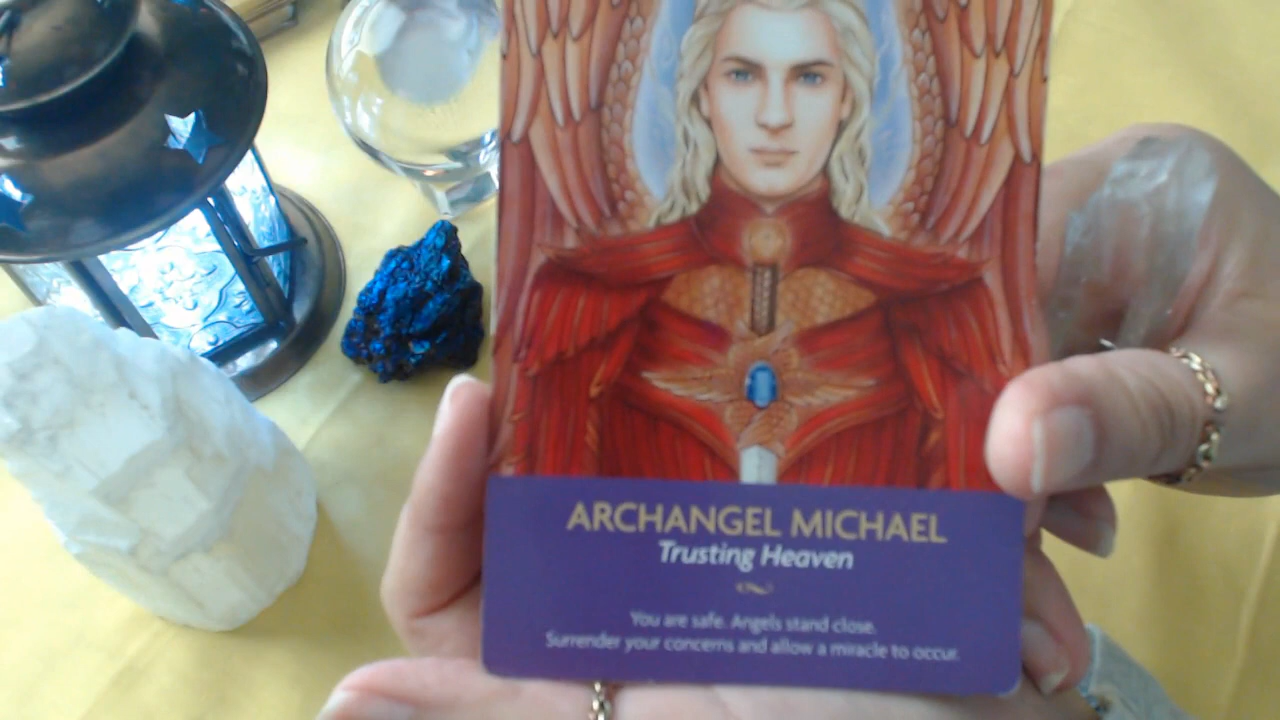 ARCHANGEL MICHAEL
Trusting Heaven
You are safe. Angels stand close.
Surrender your concerns and allow a miracle to occur.